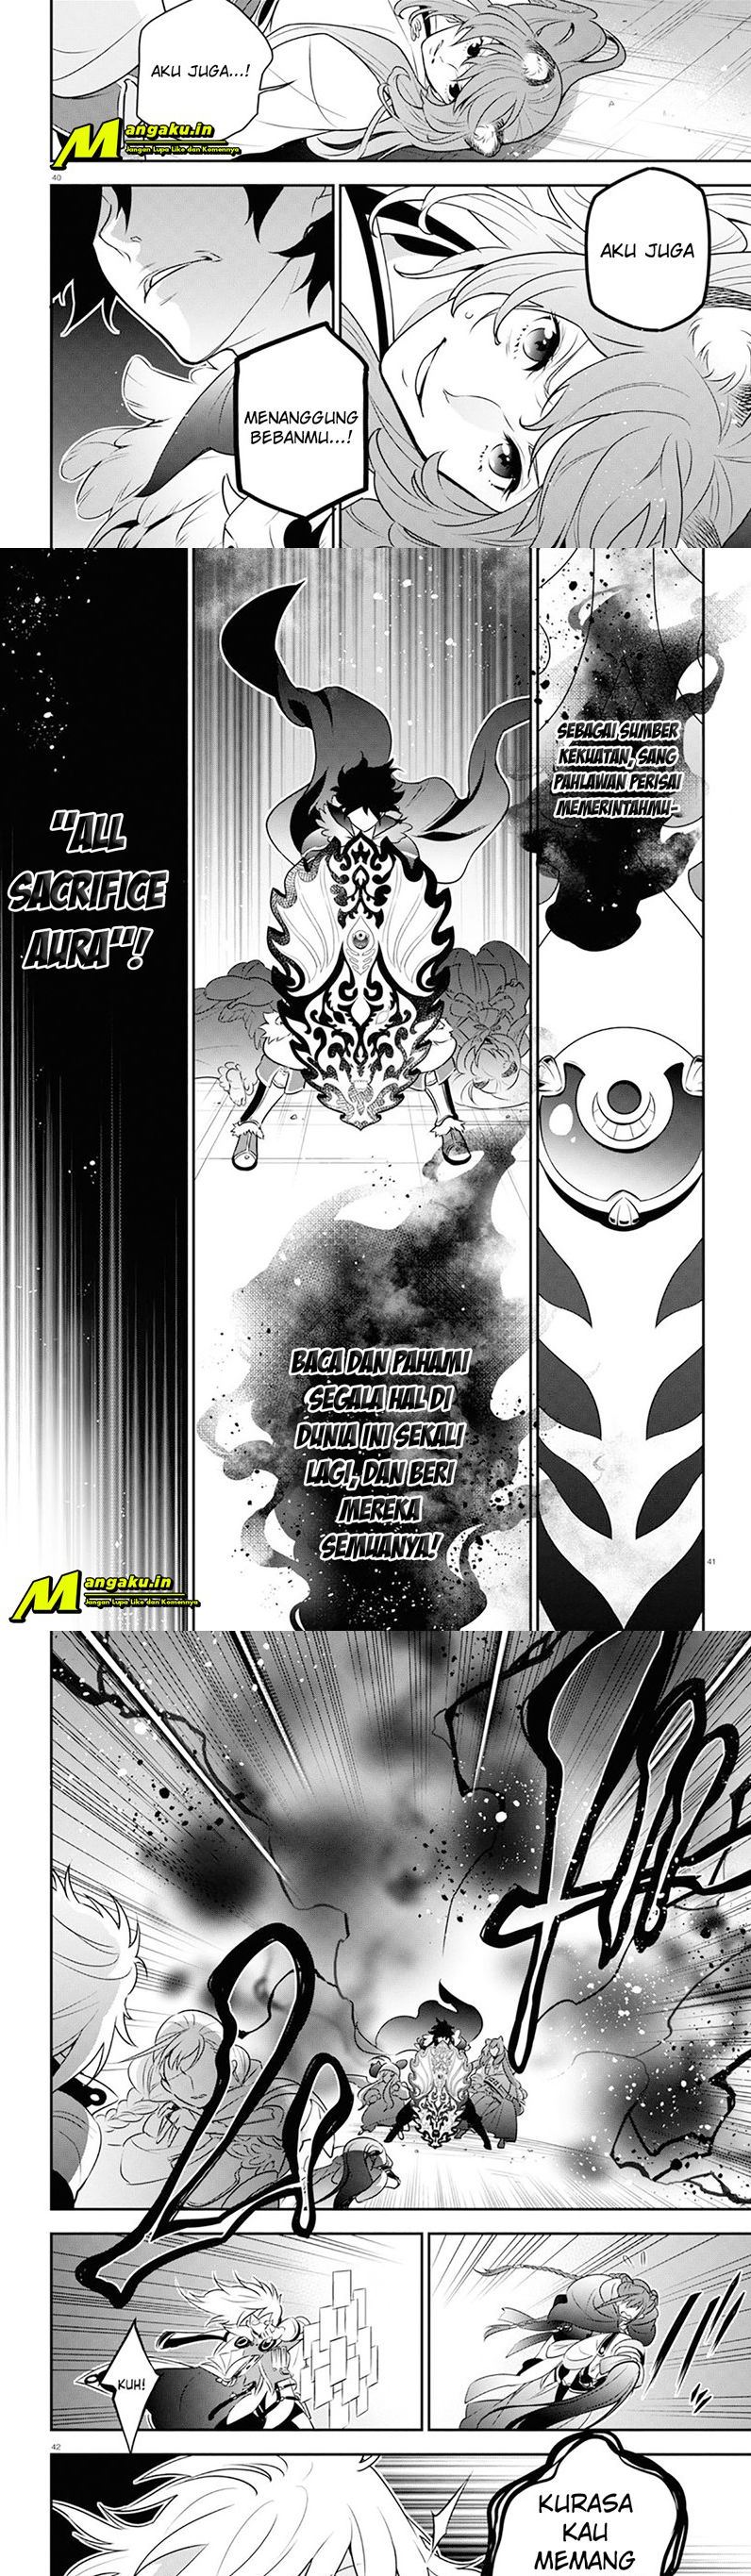 AKU JUGA...!
Mangaku.in
Jangan Lupa Like dan Komennya
40
AKU JUGA
MENANGGUNG
BEBANMU...!
SEBAGAI SUMBER
KEKUATAN, SANG
PAHLAWAN PERISAI
MEMERINTAHMU-
BACA DAN PAHAMI
SEGALA HAL DI
DUNIA INI SEKALI
LAGI, DAN BERI
MEREKA
SEMUANYA!
"ALL
SACRIFICE
AURA"!
41
Mangaku.in
Jangan Lupa Like dan Komennya
KUH!
42
KURASA
KAU
MEMANG